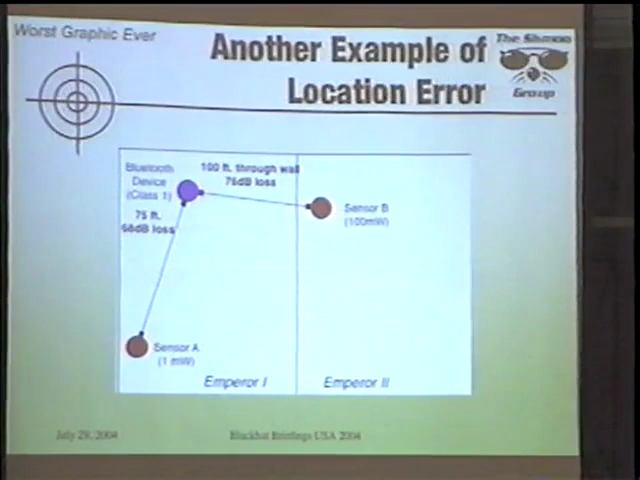 Worst Graphic Ever
Another Example of
Location Error
The Shmoo
Group
Bluetooth
Device
(Class 1)
100 ft. through wall
76dB loss
75 ft.
68dB loss
Sensor B
(100mW)
Sensor A
(1 mW)
Emperor I
Emperor II
July 29, 2004
Blackhat Briefings USA 2004